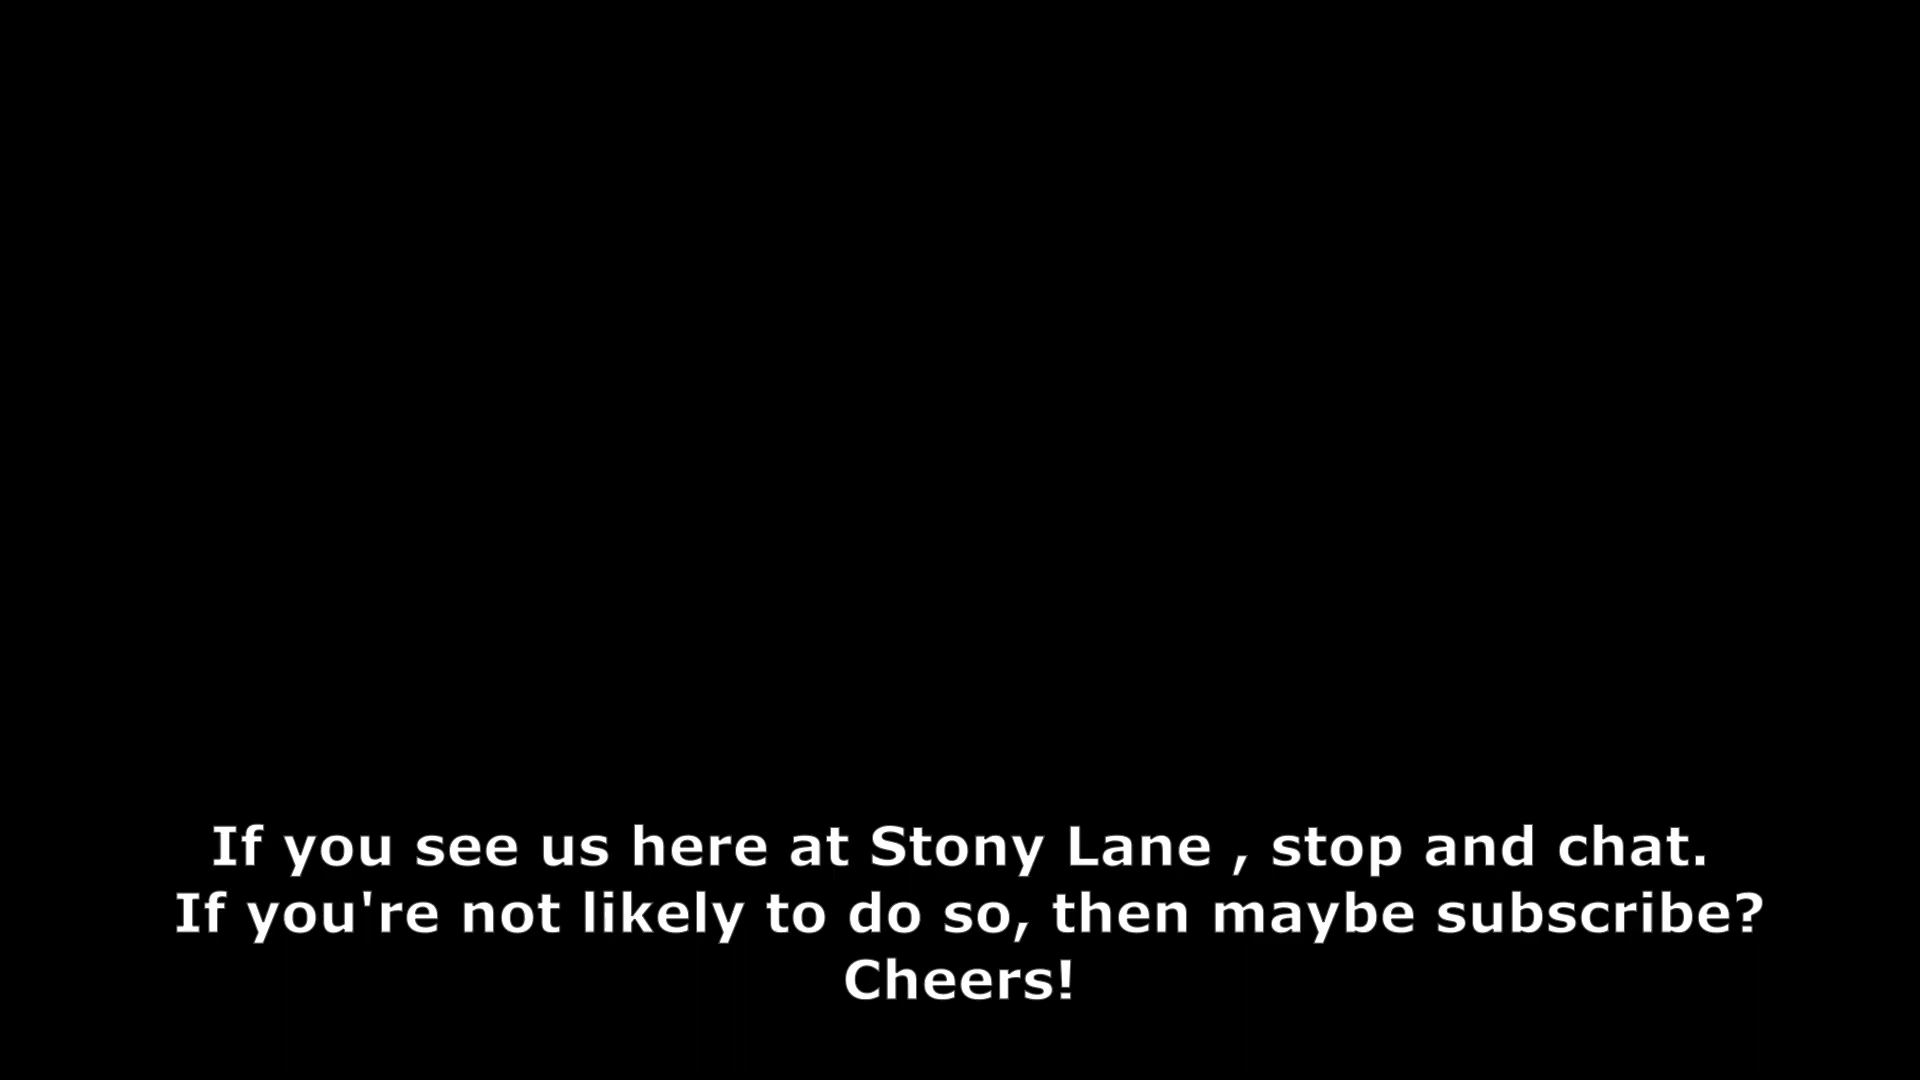 If you see us here at Stony Lane , stop and chat.
If you're not likely to do so, then maybe subscribe?
Cheers!